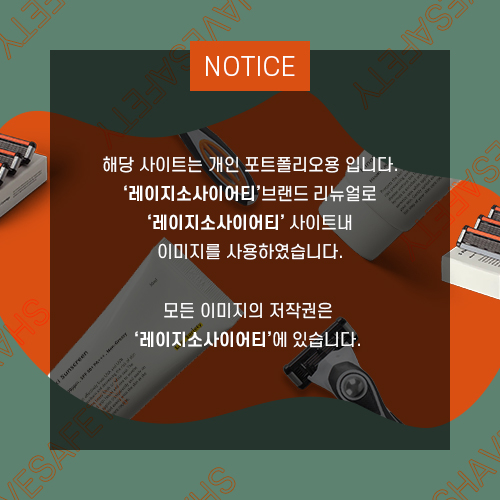 NOTICE
해당 사이트는 개인 포트폴리오용 입니다.
‘레이지소사이어티’브랜드 리뉴얼로
‘레이지소사이어티’ 사이트내
이미지를 사용하였습니다.
모든 이미지의 저작권은
‘레이지소사이어티’에 있습니다.
SHAVESAFETY
Sunscreen